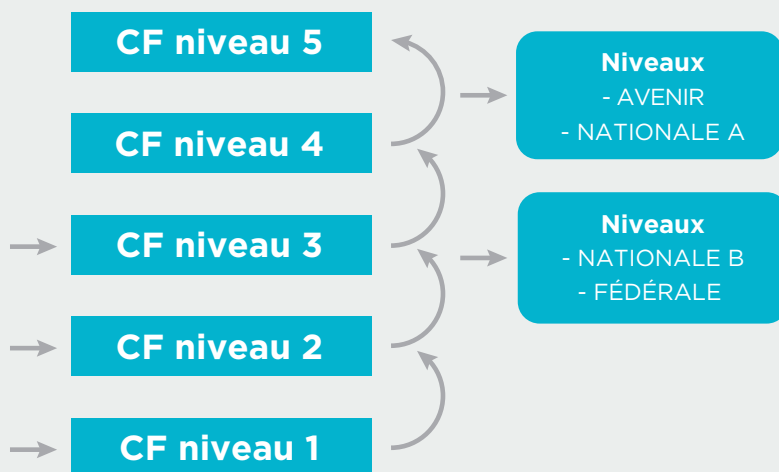 CF niveau 5
CF niveau 4
CF niveau 3
CF niveau 2
CF niveau 1
Niveaux
- AVENIR
- NATIONALE A
Niveaux
- NATIONALE B
- FÉDÉRALE